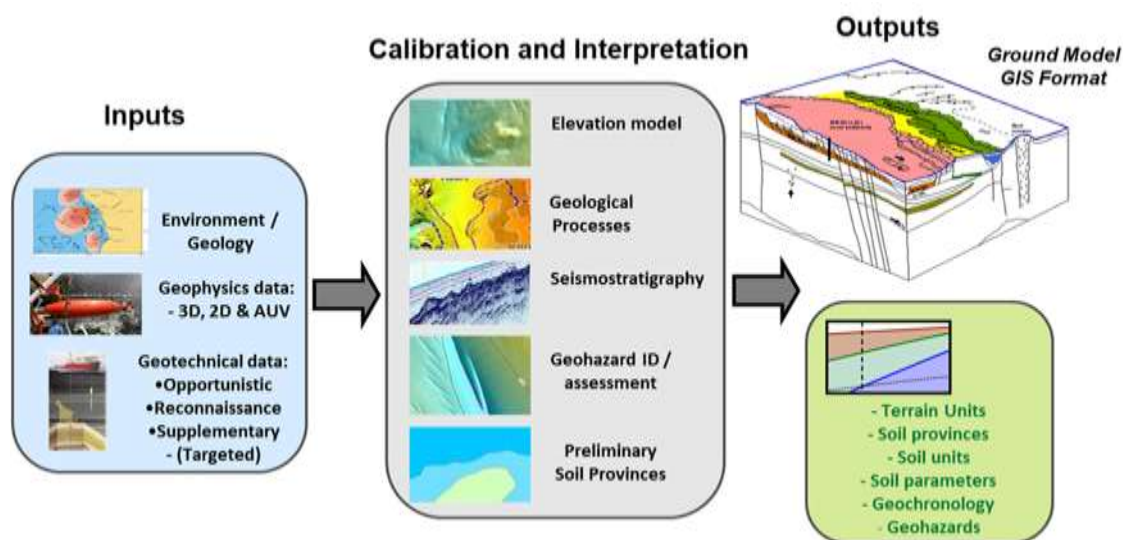 Inputs
Environment /
Geology
Geophysics data:
- 3D, 2D & AUV
Geotechnical data:
•Opportunistic
•Reconnaissance
•Supplementary
- (Targeted)
Calibration and Interpretation
Elevation model
Geological
Processes
Seismostratigraphy
Geohazard ID /
assessment
Preliminary
Soil Provinces
Outputs
Ground Model
GIS Format
- Terrain Units
- Soil provinces
- Soil units
- Soil parameters
- Geochronology
- Geohazards